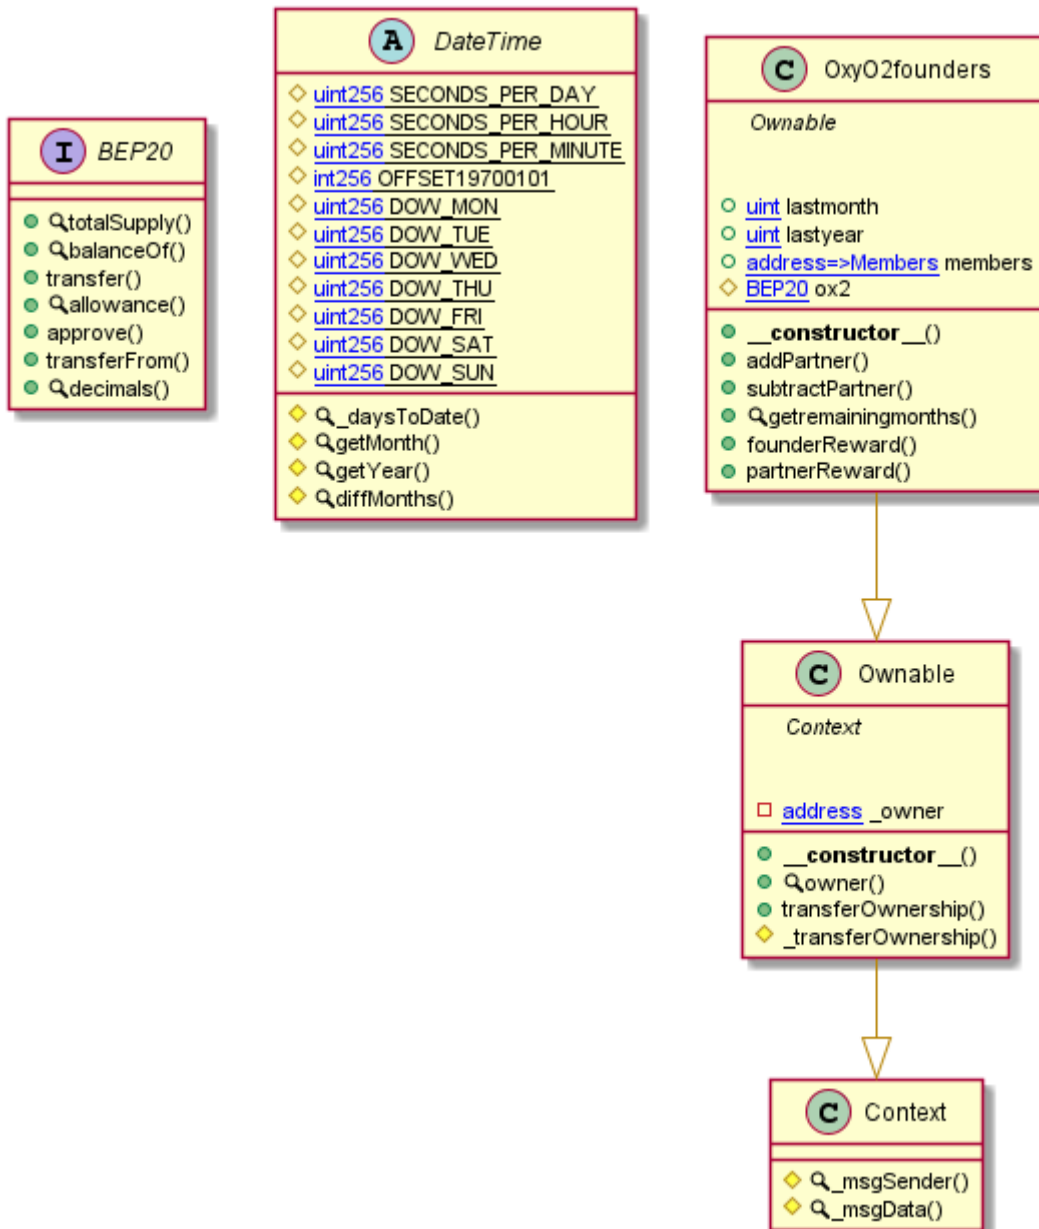 I BEP20
totalSupply()
balanceOf()
transfer()
allowance()
approve()
transferFrom()
decimals()
A DateTime
uint256 SECONDS_PER_DAY
uint256 SECONDS_PER_HOUR
uint256 SECONDS_PER_MINUTE
int256 OFFSET19700101
uint256 DOW_MON
uint256 DOW_TUE
uint256 DOW_WED
uint256 DOW_THU
uint256 DOW_FRI
uint256 DOW_SAT
uint256 DOW_SUN
_daysToDate()
getMonth()
getYear()
diffMonths()
C OxyO2founders
Ownable
uint lastmonth
uint lastyear
address=>Members members
BEP20 ox2
__constructor__()
addPartner()
subtractPartner()
getremainingmonths()
founderReward()
partnerReward()
C Ownable
Context
address _owner
__constructor__()
owner()
transferOwnership()
_transferOwnership()
C Context
_msgSender()
_msgData()